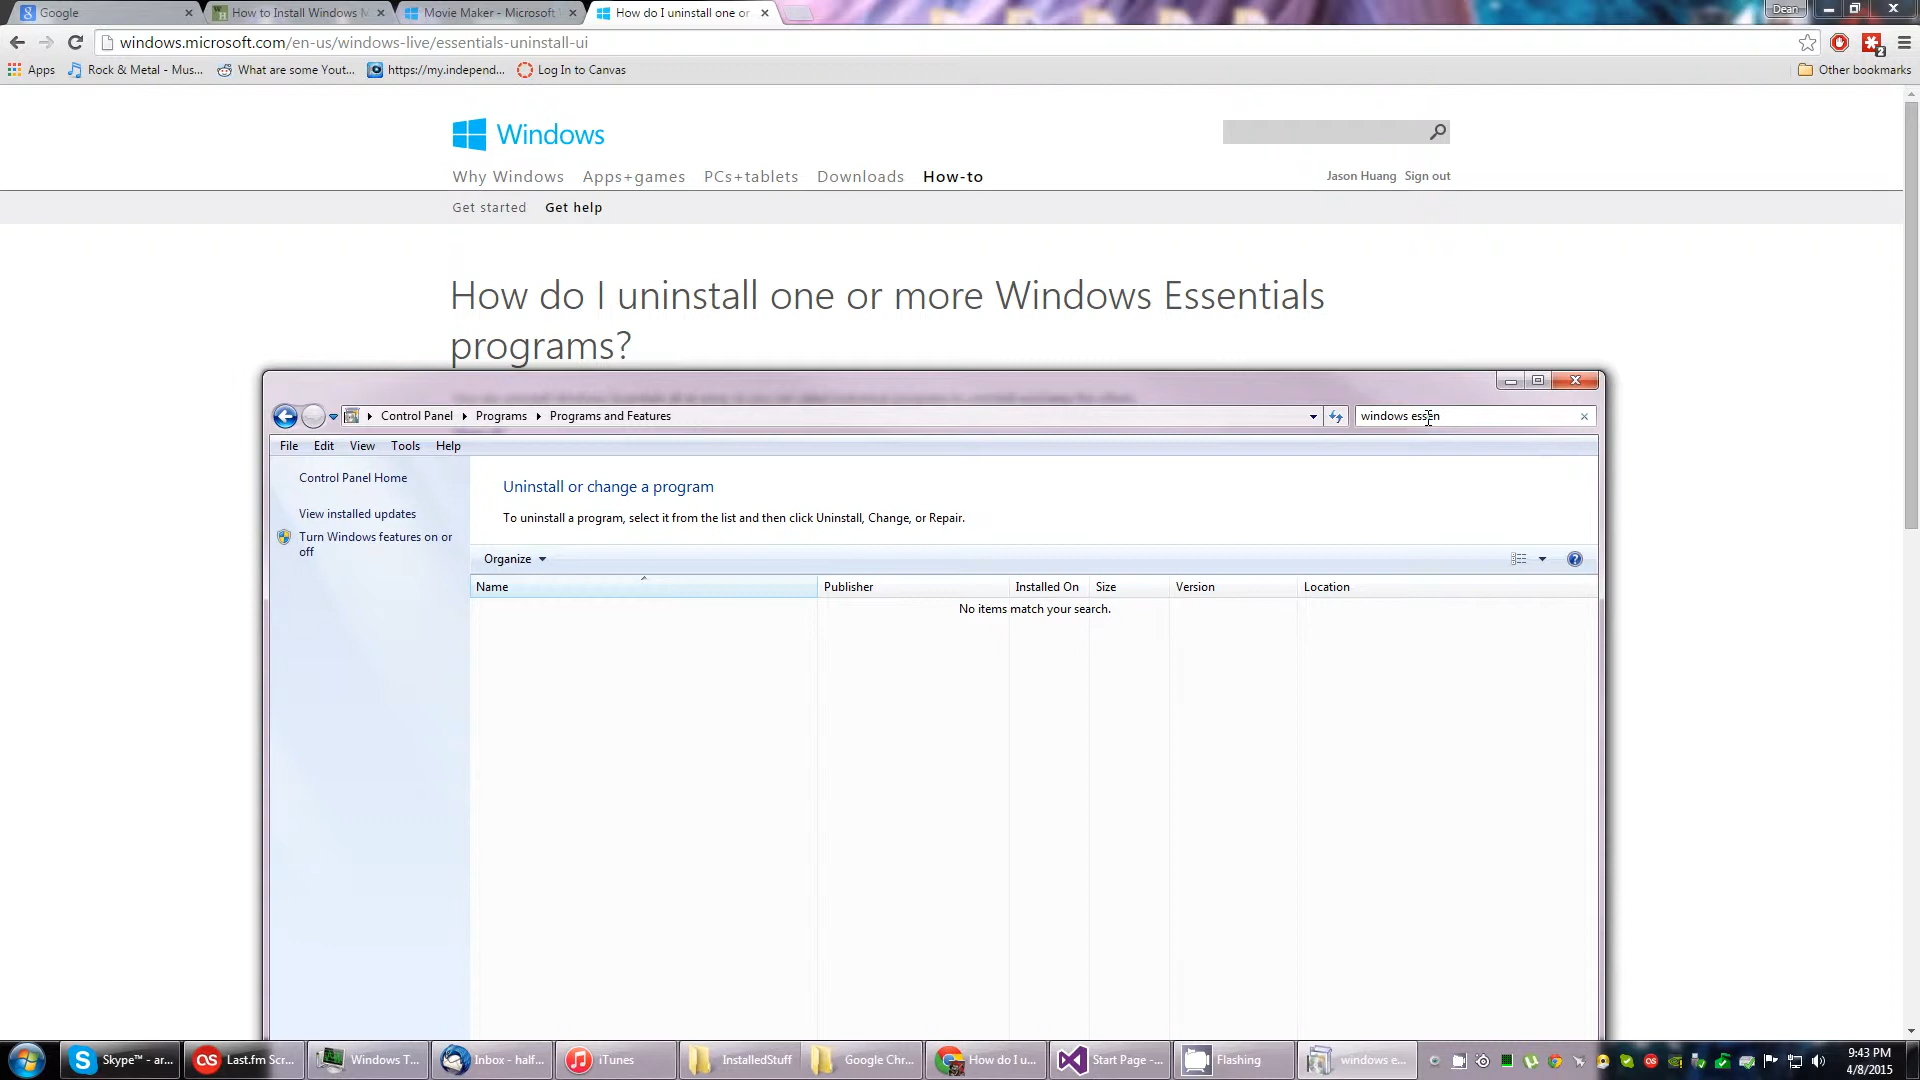 Google
How to Install Windows M
Movie Maker - Microsoft
How do I uninstall one or
Dean
windows.microsoft.com/en-us/windows-live/essentials-uninstall-ui
2
Apps
Rock & Metal - Mus...
What are some Yout...
https://my.independ...
Log In to Canvas
Other bookmarks
Windows
Why Windows Apps+games PCs+tablets Downloads How-to
Jason Huang Sign out
Get started Get help
How do I uninstall one or more Windows Essentials
programs?
Control Panel Programs Programs and Features
windows essen
File Edit View Tools Help
Control Panel Home
View installed updates
Turn Windows features on or
off
Uninstall or change a program
To uninstall a program, select it from the list and then click Uninstall, Change, or Repair.
Organize
Name Publisher Installed On Size Version Location
No items match your search.
Skype™ - ar...
Last.fm Scr...
Windows T...
Inbox - half...
iTunes
InstalledStuff
Google Chr...
How do I u...
Start Page -...
Flashing
windows e...
9:43 PM
4/8/2015